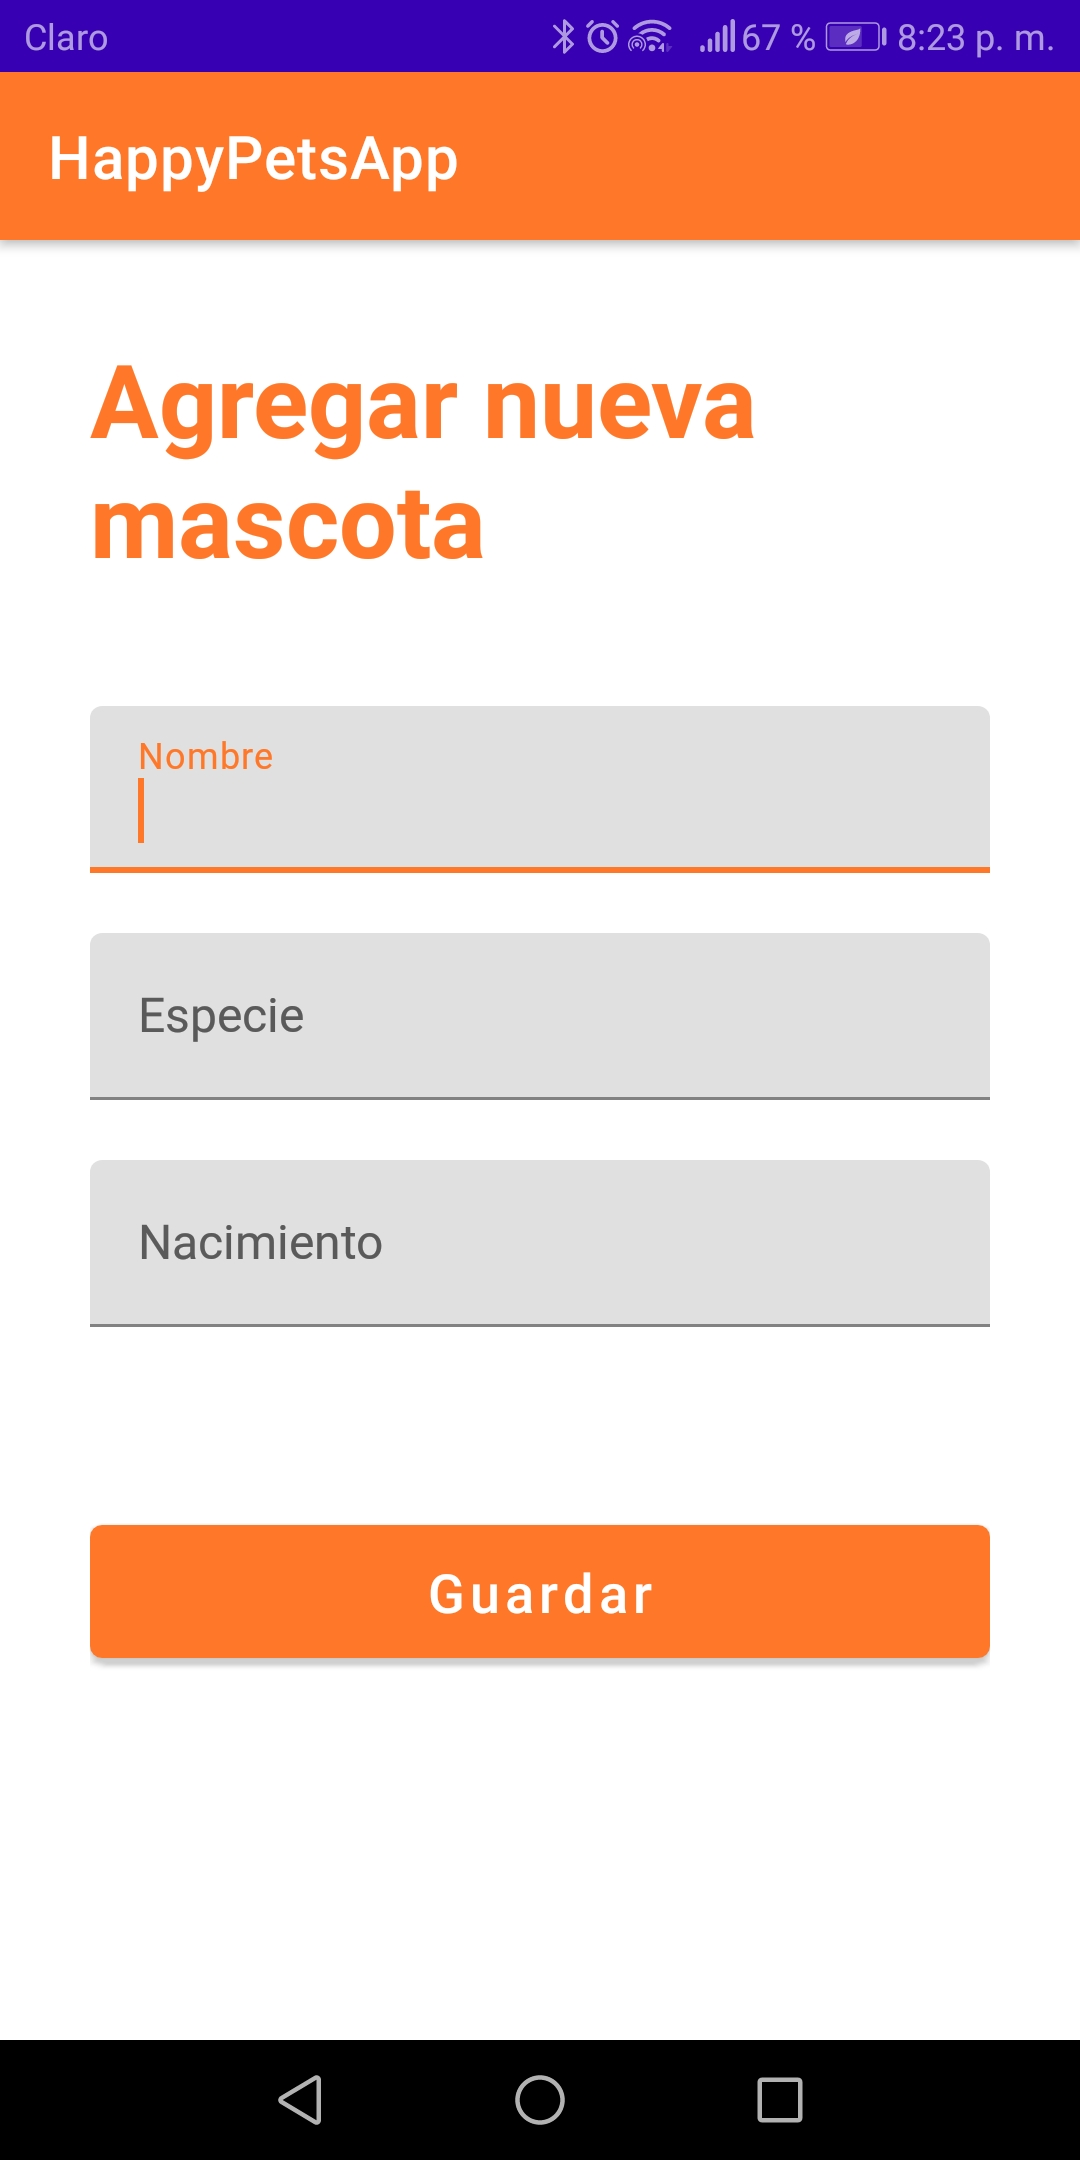 Claro 67 % 8:23 p. m.
HappyPetsApp
Agregar nueva
mascota
Nombre
Especie
Nacimiento
Guardar